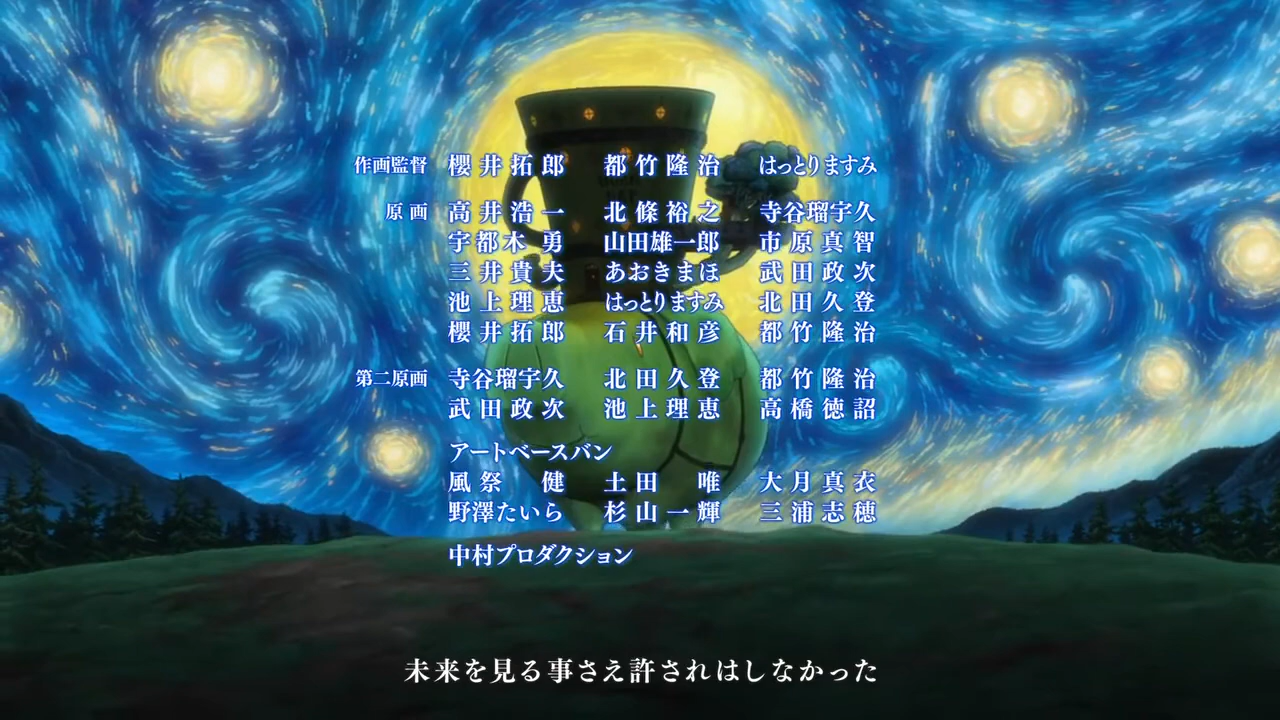 作画監督 櫻井拓郎 都竹隆治 はっとりますみ
原画 高井浩一 北條裕之 寺谷瑠宇久
宇都木勇 山田雄一郎 市原真智
三井貴夫 あおきまほ 武田政次
池上理恵 はっとりますみ 北田久登
櫻井拓郎 石井和彦 都竹隆治
第二原画 寺谷瑠宇久 北田久登 都竹隆治
武田政次 池上理恵 高橋徳詔
アートベースバン
風祭健 土田唯 大月真衣
野澤たいら 杉山一輝 三浦志穂
中村プロダクション
未来を見る事さえ許されはしなかった